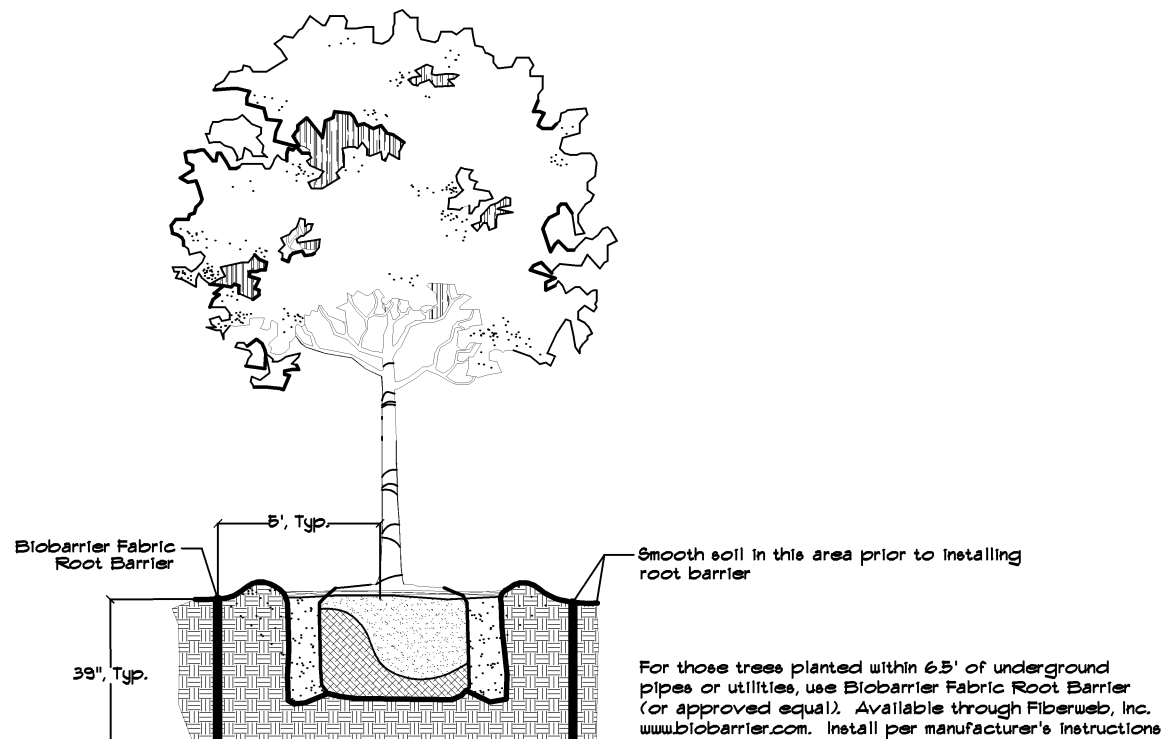 5', Typ.
Biobarrier Fabric
Root Barrier
Smooth soil in this area prior to installing
root barrier
39", Typ.
For those trees planted within 6.5' of underground
pipes or utilities, use Biobarrier Fabric Root Barrier
(or approved equal). Available through Fiberweb, Inc.
www.biobarrier.com. Install per manufacturer's instructions